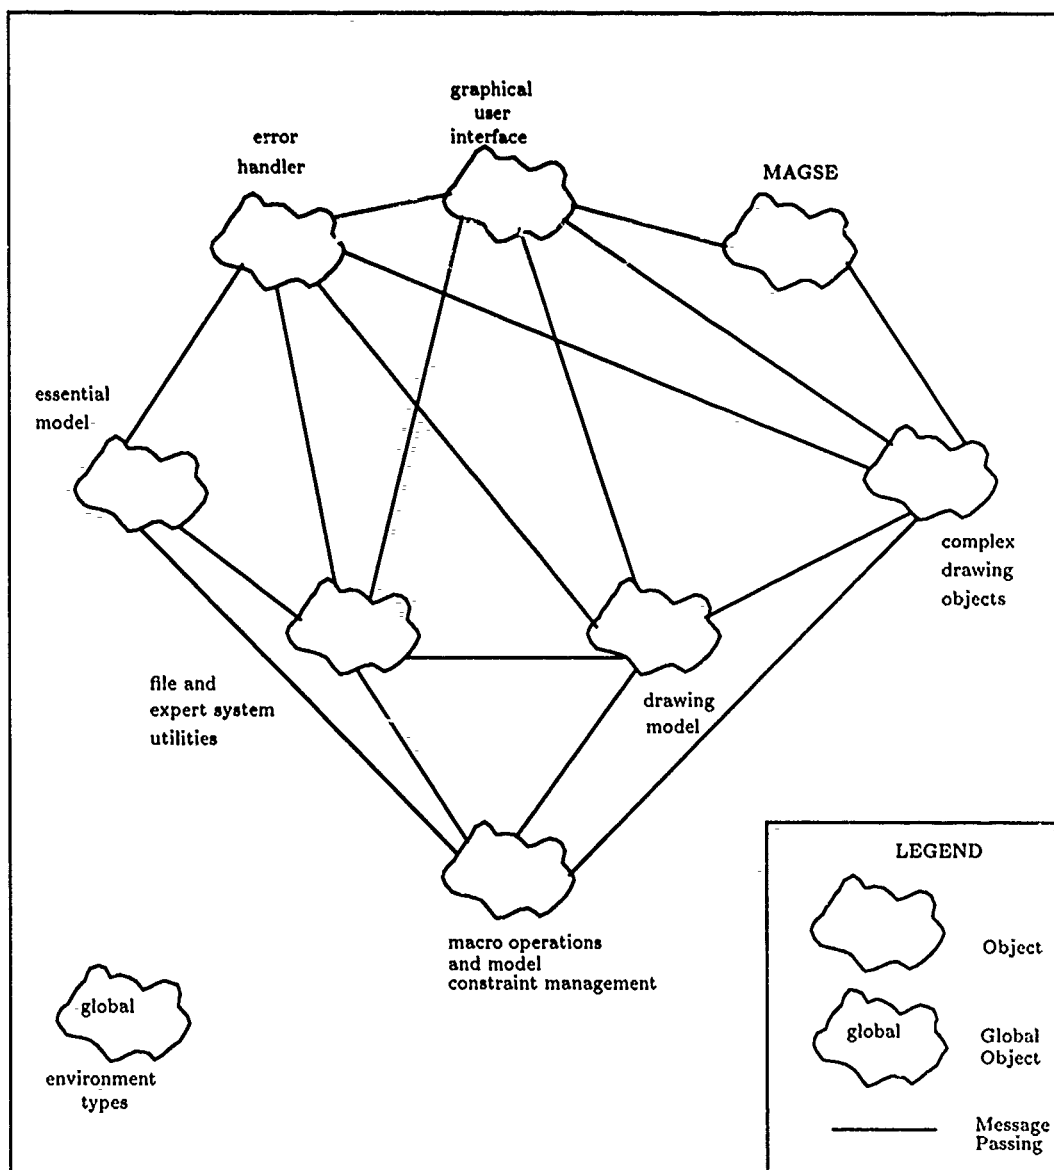 graphical
user
interface
error
handler
MAGSE
essential
model
complex
drawing
objects
file and
expert system
utilities
drawing
model
macro operations
and model
constraint management
global
environment
types
LEGEND
Object
global
Global
Object
Message
Passing